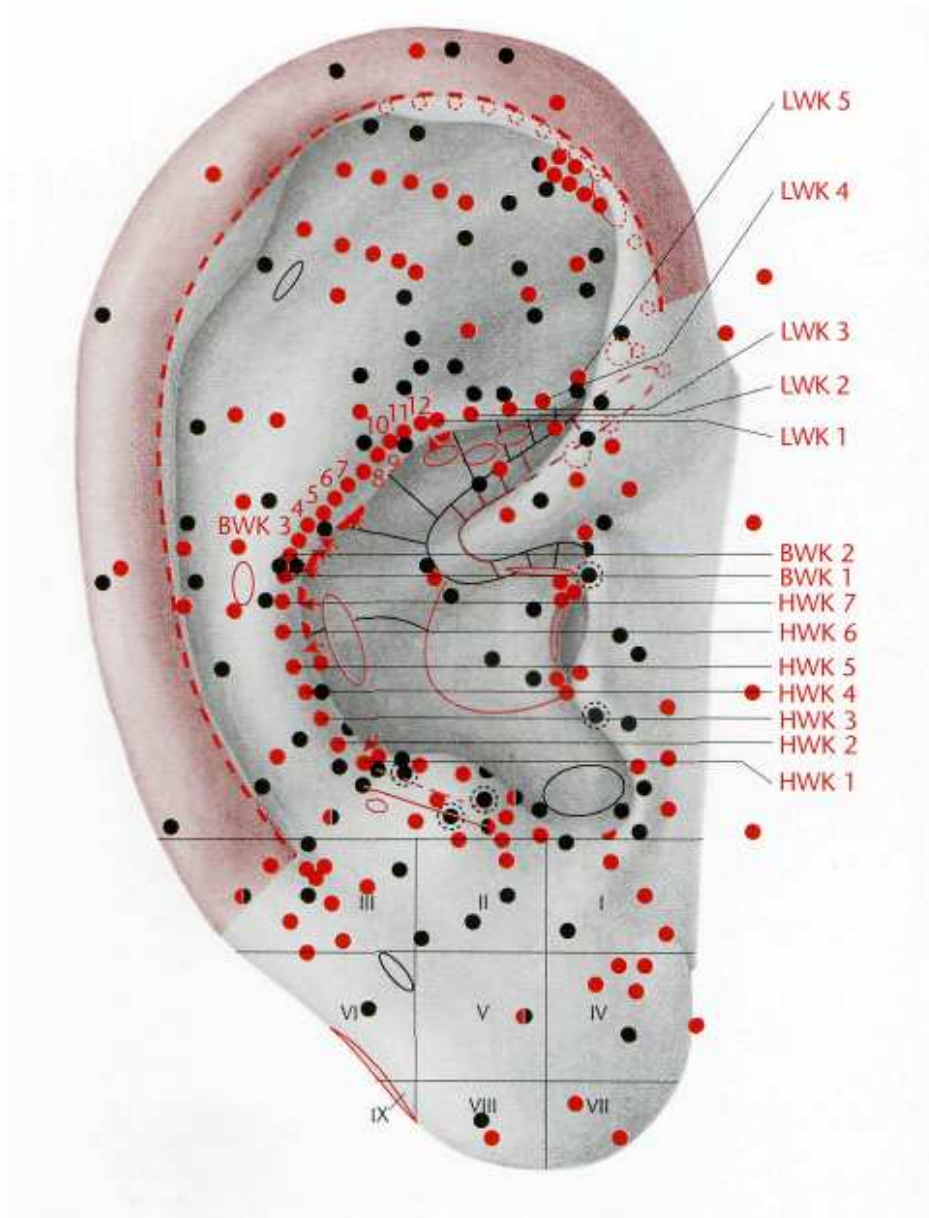 LWK 5
LWK 4
LWK 3
LWK 2
LWK 1
12
11
10
9
8
7
6
5
4
BWK 3
BWK 2
BWK 1
HWK 7
HWK 6
HWK 5
HWK 4
HWK 3
HWK 2
HWK 1
III
II
I
VI
V
IV
IX
VIII
VII